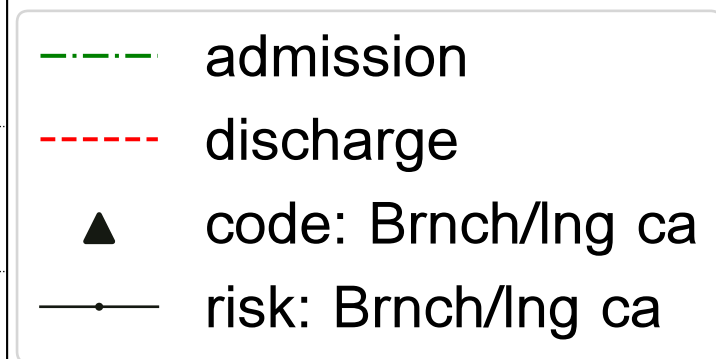 admission
discharge
code: Brnch/lng ca
risk: Brnch/lng ca